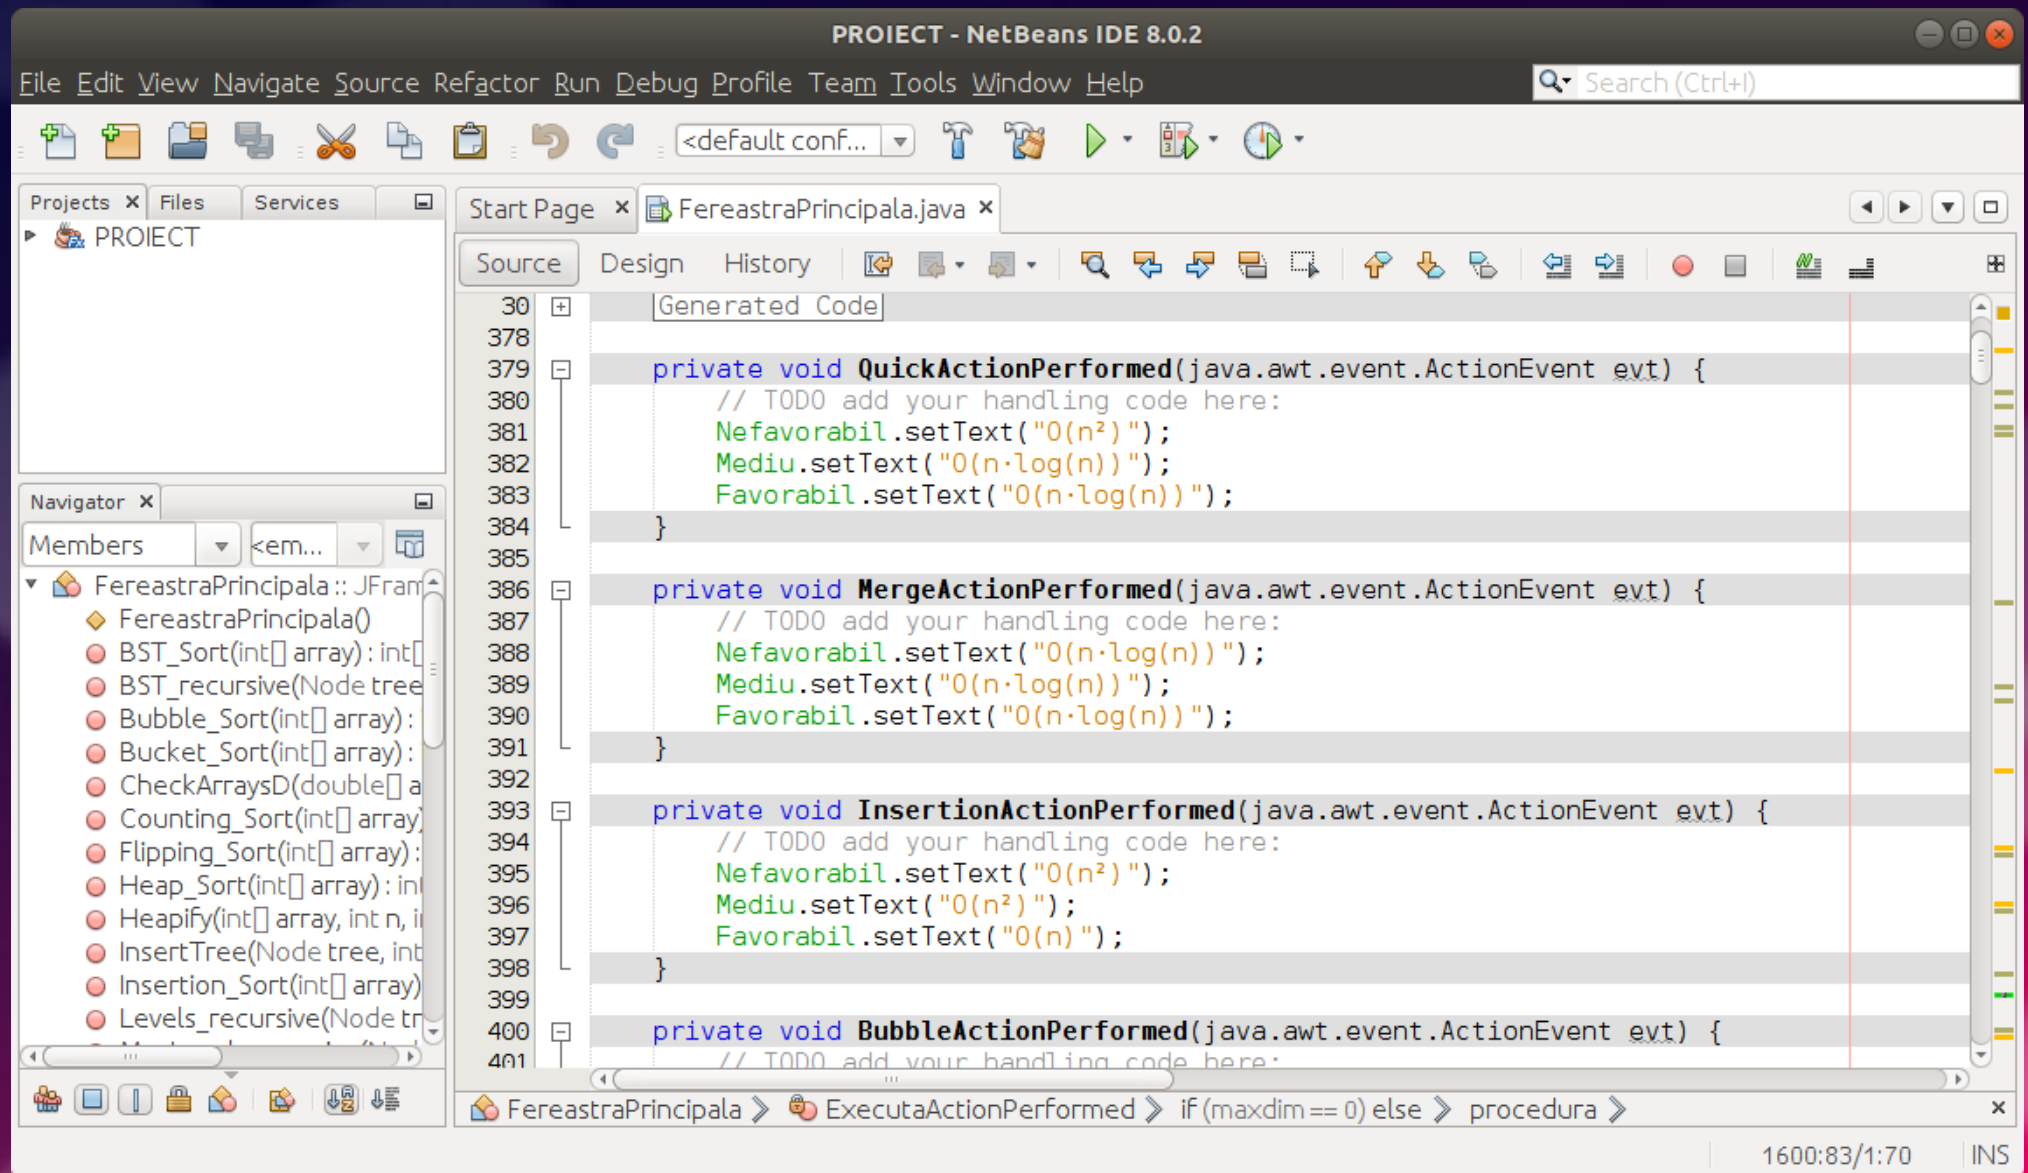 PROIECT - NetBeans IDE 8.0.2
File Edit View Navigate Source Refactor Run Debug Profile Team Tools Window Help
Search (Ctrl+I)
<default conf...
Projects Files Services
PROIECT
Navigator
Members <em...
FereastraPrincipala :: JFram
FereastraPrincipala()
BST_Sort(int[] array) : int[
BST_recursive(Node tree
Bubble_Sort(int[] array) :
Bucket_Sort(int[] array) :
CheckArraysD(double[] a
Counting_Sort(int[] array)
Flipping_Sort(int[] array) :
Heap_Sort(int[] array) : int
Heapify(int[] array, int n, i
InsertTree(Node tree, int
Insertion_Sort(int[] array)
Levels_recursive(Node tr
Start Page FereastraPrincipala.java
Source Design History
30 Generated Code
378
379 private void QuickActionPerformed(java.awt.event.ActionEvent evt) {
380 // TODO add your handling code here:
381 Nefavorabil.setText("O(n²)");
382 Mediu.setText("O(n·log(n))");
383 Favorabil.setText("O(n·log(n))");
384 }
385
386 private void MergeActionPerformed(java.awt.event.ActionEvent evt) {
387 // TODO add your handling code here:
388 Nefavorabil.setText("O(n·log(n))");
389 Mediu.setText("O(n·log(n))");
390 Favorabil.setText("O(n·log(n))");
391 }
392
393 private void InsertionActionPerformed(java.awt.event.ActionEvent evt) {
394 // TODO add your handling code here:
395 Nefavorabil.setText("O(n²)");
396 Mediu.setText("O(n²)");
397 Favorabil.setText("O(n)");
398 }
399
400 private void BubbleActionPerformed(java.awt.event.ActionEvent evt) {
401 // TODO add your handling code here:
FereastraPrincipala ExecutaActionPerformed if (maxdim == 0) else procedura
1600:83/1:70 INS